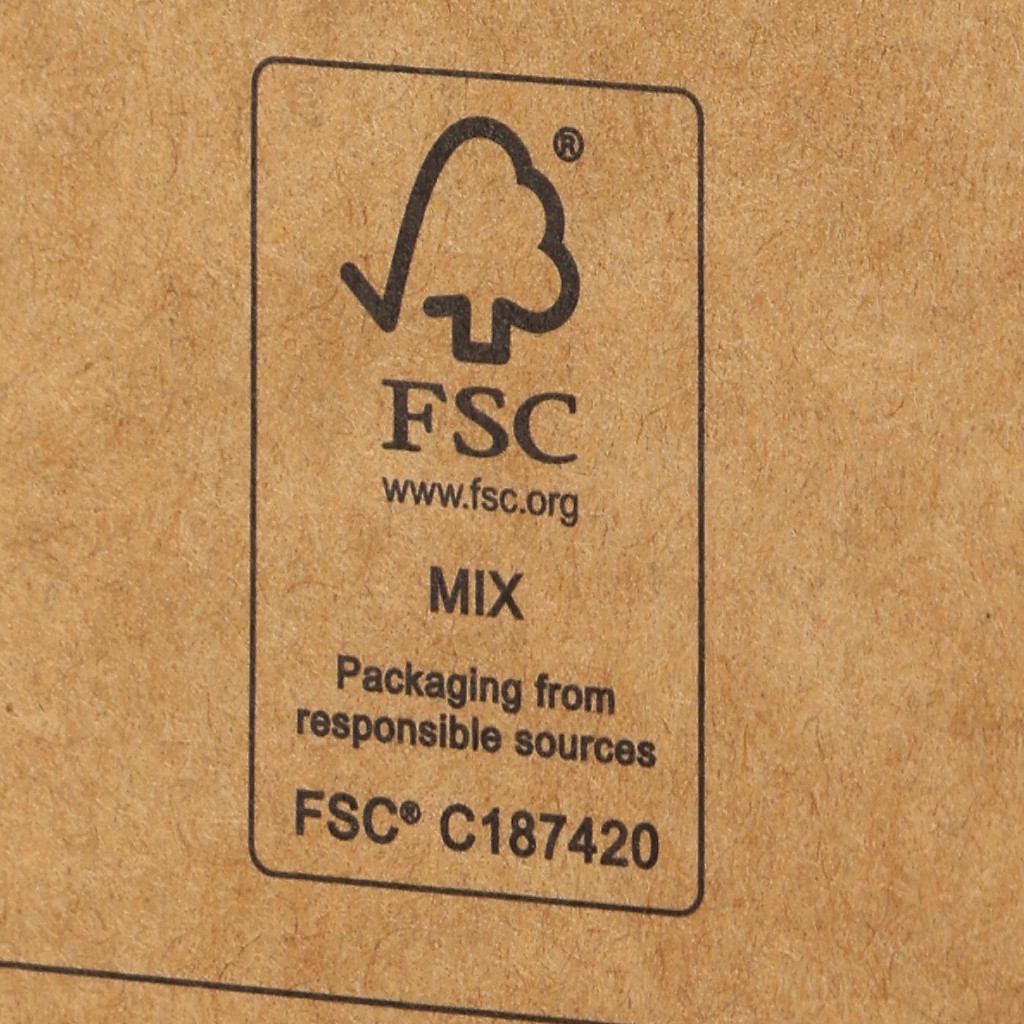 ®
FSC
www.fsc.org
MIX
Packaging from
responsible sources
FSC® C187420